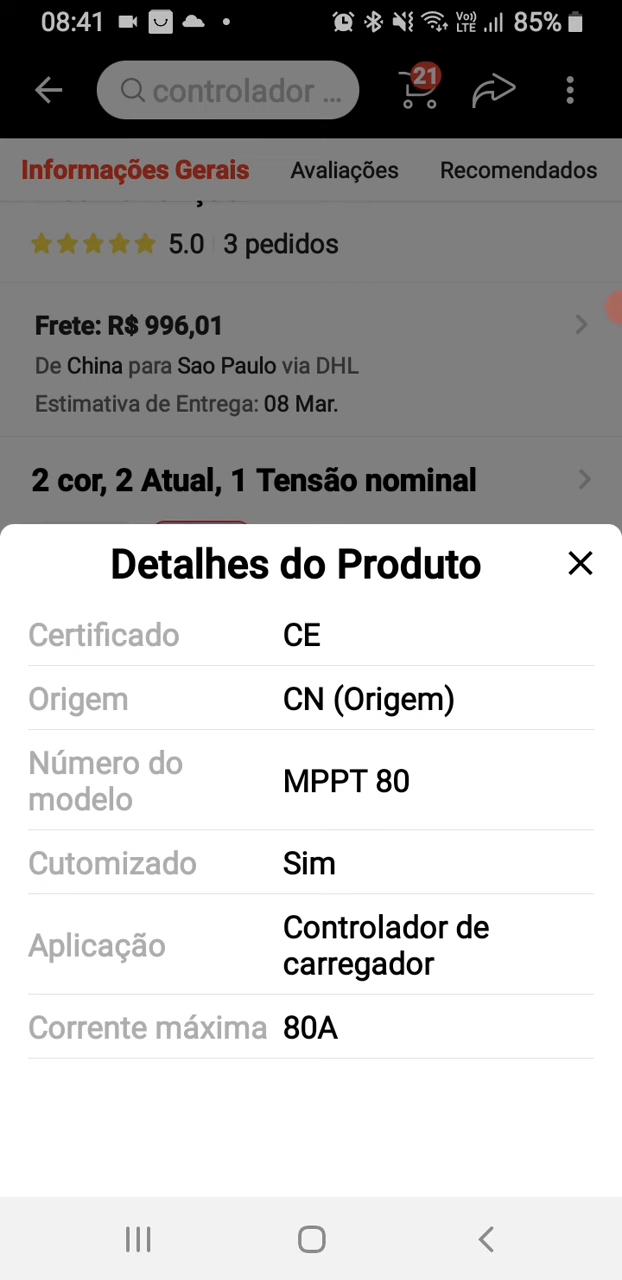 08:41 Vo)) LTE 85%
controlador ... 21
Informações Gerais Avaliações Recomendados
5.0 3 pedidos
Frete: R$ 996,01
De China para Sao Paulo via DHL
Estimativa de Entrega: 08 Mar.
2 cor, 2 Atual, 1 Tensão nominal
Detalhes do Produto
Certificado CE
Origem CN (Origem)
Número do modelo MPPT 80
Cutomizado Sim
Aplicação Controlador de
carregador
Corrente máxima 80A